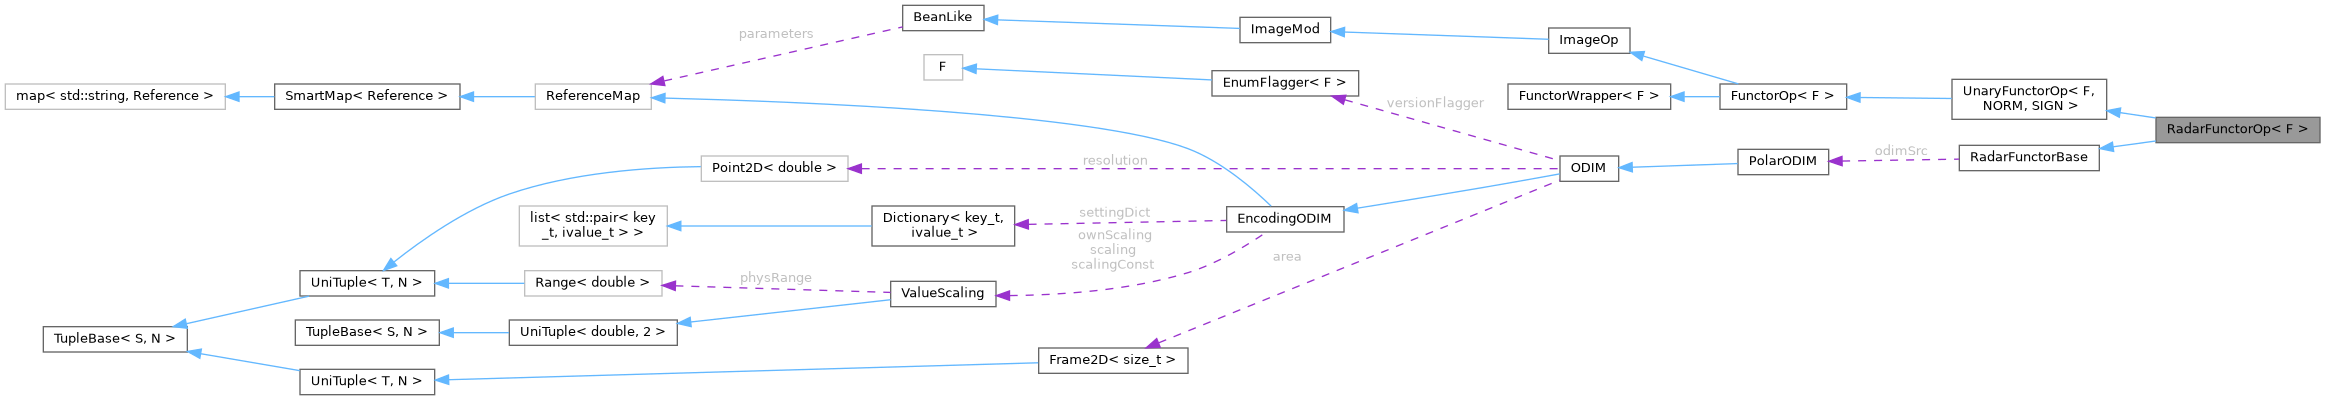 BeanLike
ImageMod
parameters
ImageOp
F
EnumFlagger< F >
map< std::string, Reference >
SmartMap< Reference >
ReferenceMap
versionFlagger
FunctorWrapper< F >
FunctorOp< F >
UnaryFunctorOp< F,
NORM, SIGN >
RadarFunctorOp< F >
Point2D< double >
resolution
ODIM
PolarODIM
odimSrc
RadarFunctorBase
list< std::pair< key
_t, ivalue_t > >
Dictionary< key_t,
ivalue_t >
settingDict
EncodingODIM
ownScaling
scaling
scalingConst
area
UniTuple< T, N >
Range< double >
physRange
ValueScaling
TupleBase< S, N >
TupleBase< S, N >
UniTuple< double, 2 >
Frame2D< size_t >
UniTuple< T, N >